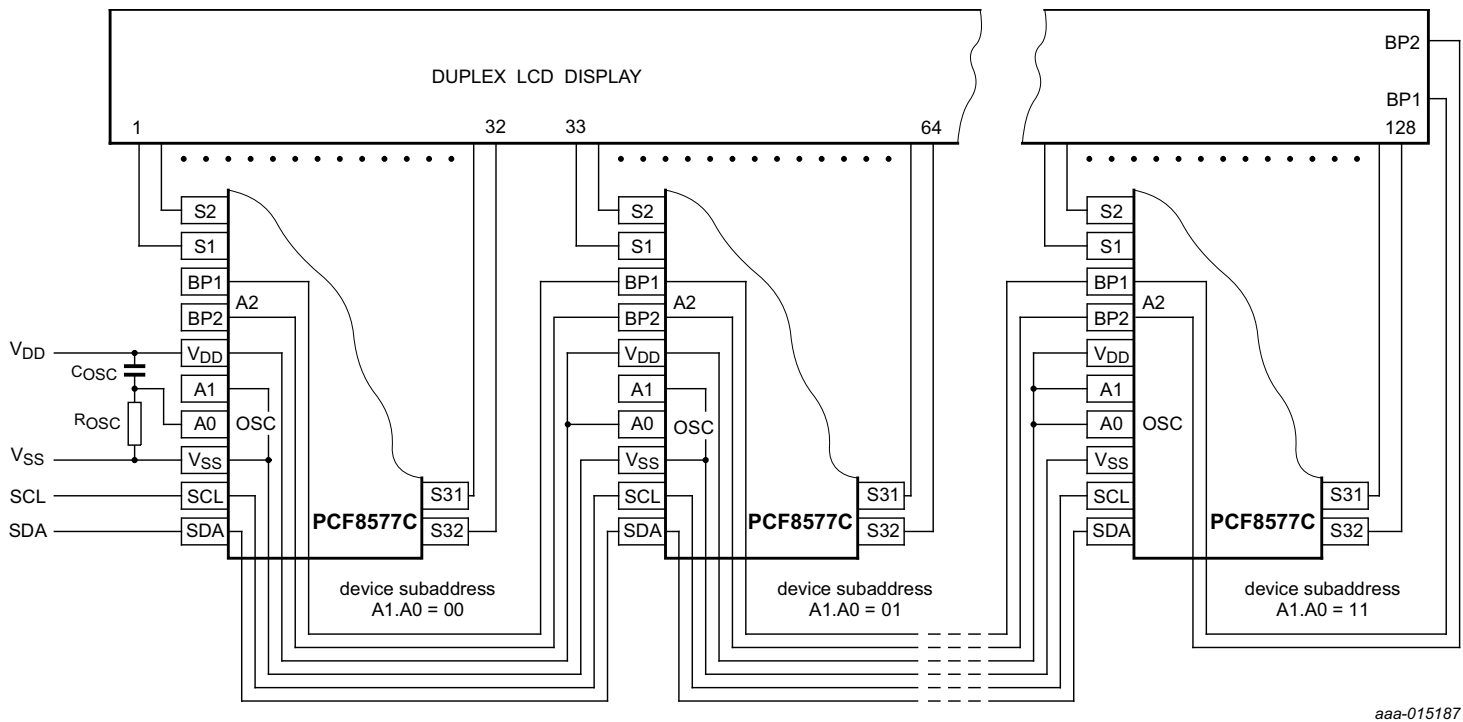 DUPLEX LCD DISPLAY
BP2
BP1
1 32 33 64 128
S2 S2 S2
S1 S1 S1
BP1 BP1 BP1
A2 A2 A2
BP2 BP2 BP2
VDD VDD VDD VDD
COSC
A1 A1 A1
ROSC A0 OSC A0 OSC A0 OSC
VSS VSS VSS VSS
SCL SCL S31 SCL S31 SCL S31
SDA SDA PCF8577C S32 SDA PCF8577C S32 SDA PCF8577C S32
device subaddress device subaddress device subaddress
A1.A0 = 00 A1.A0 = 01 A1.A0 = 11
aaa-015187